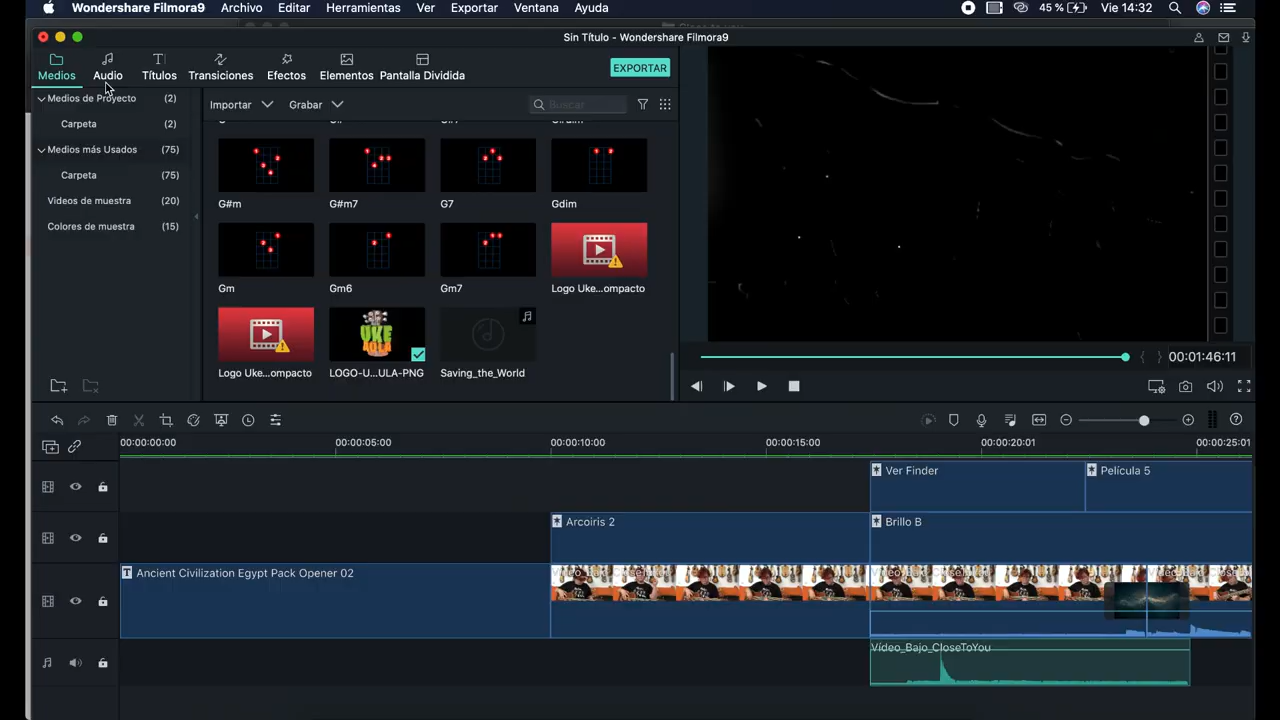 Wondershare Filmora9 Archivo Editar Herramientas Ver Exportar Ventana Ayuda 45 % Vie 14:32
Sin Título - Wondershare Filmora9
Medios Audio Títulos Transiciones Efectos Elementos Pantalla Dividida EXPORTAR
Medios de Proyecto (2)
Carpeta (2)
Medios más Usados (75)
Carpeta (75)
Videos de muestra (20)
Colores de muestra (15)
Importar Grabar Buscar
G#m G#m7 G7 Gdim
Gm Gm6 Gm7 Logo Uke...ompacto
Logo Uke...ompacto LOGO-U...ULA-PNG Saving_the_World
UKE
AULA
00:01:46:11
00:00:00:00 00:00:05:00 00:00:10:00 00:00:15:00 00:00:20:01 00:00:25:01
Ver Finder Película 5
Arcoiris 2 Brillo B
Ancient Civilization Egypt Pack Opener 02
Vídeo_Bajo_CloseToYou